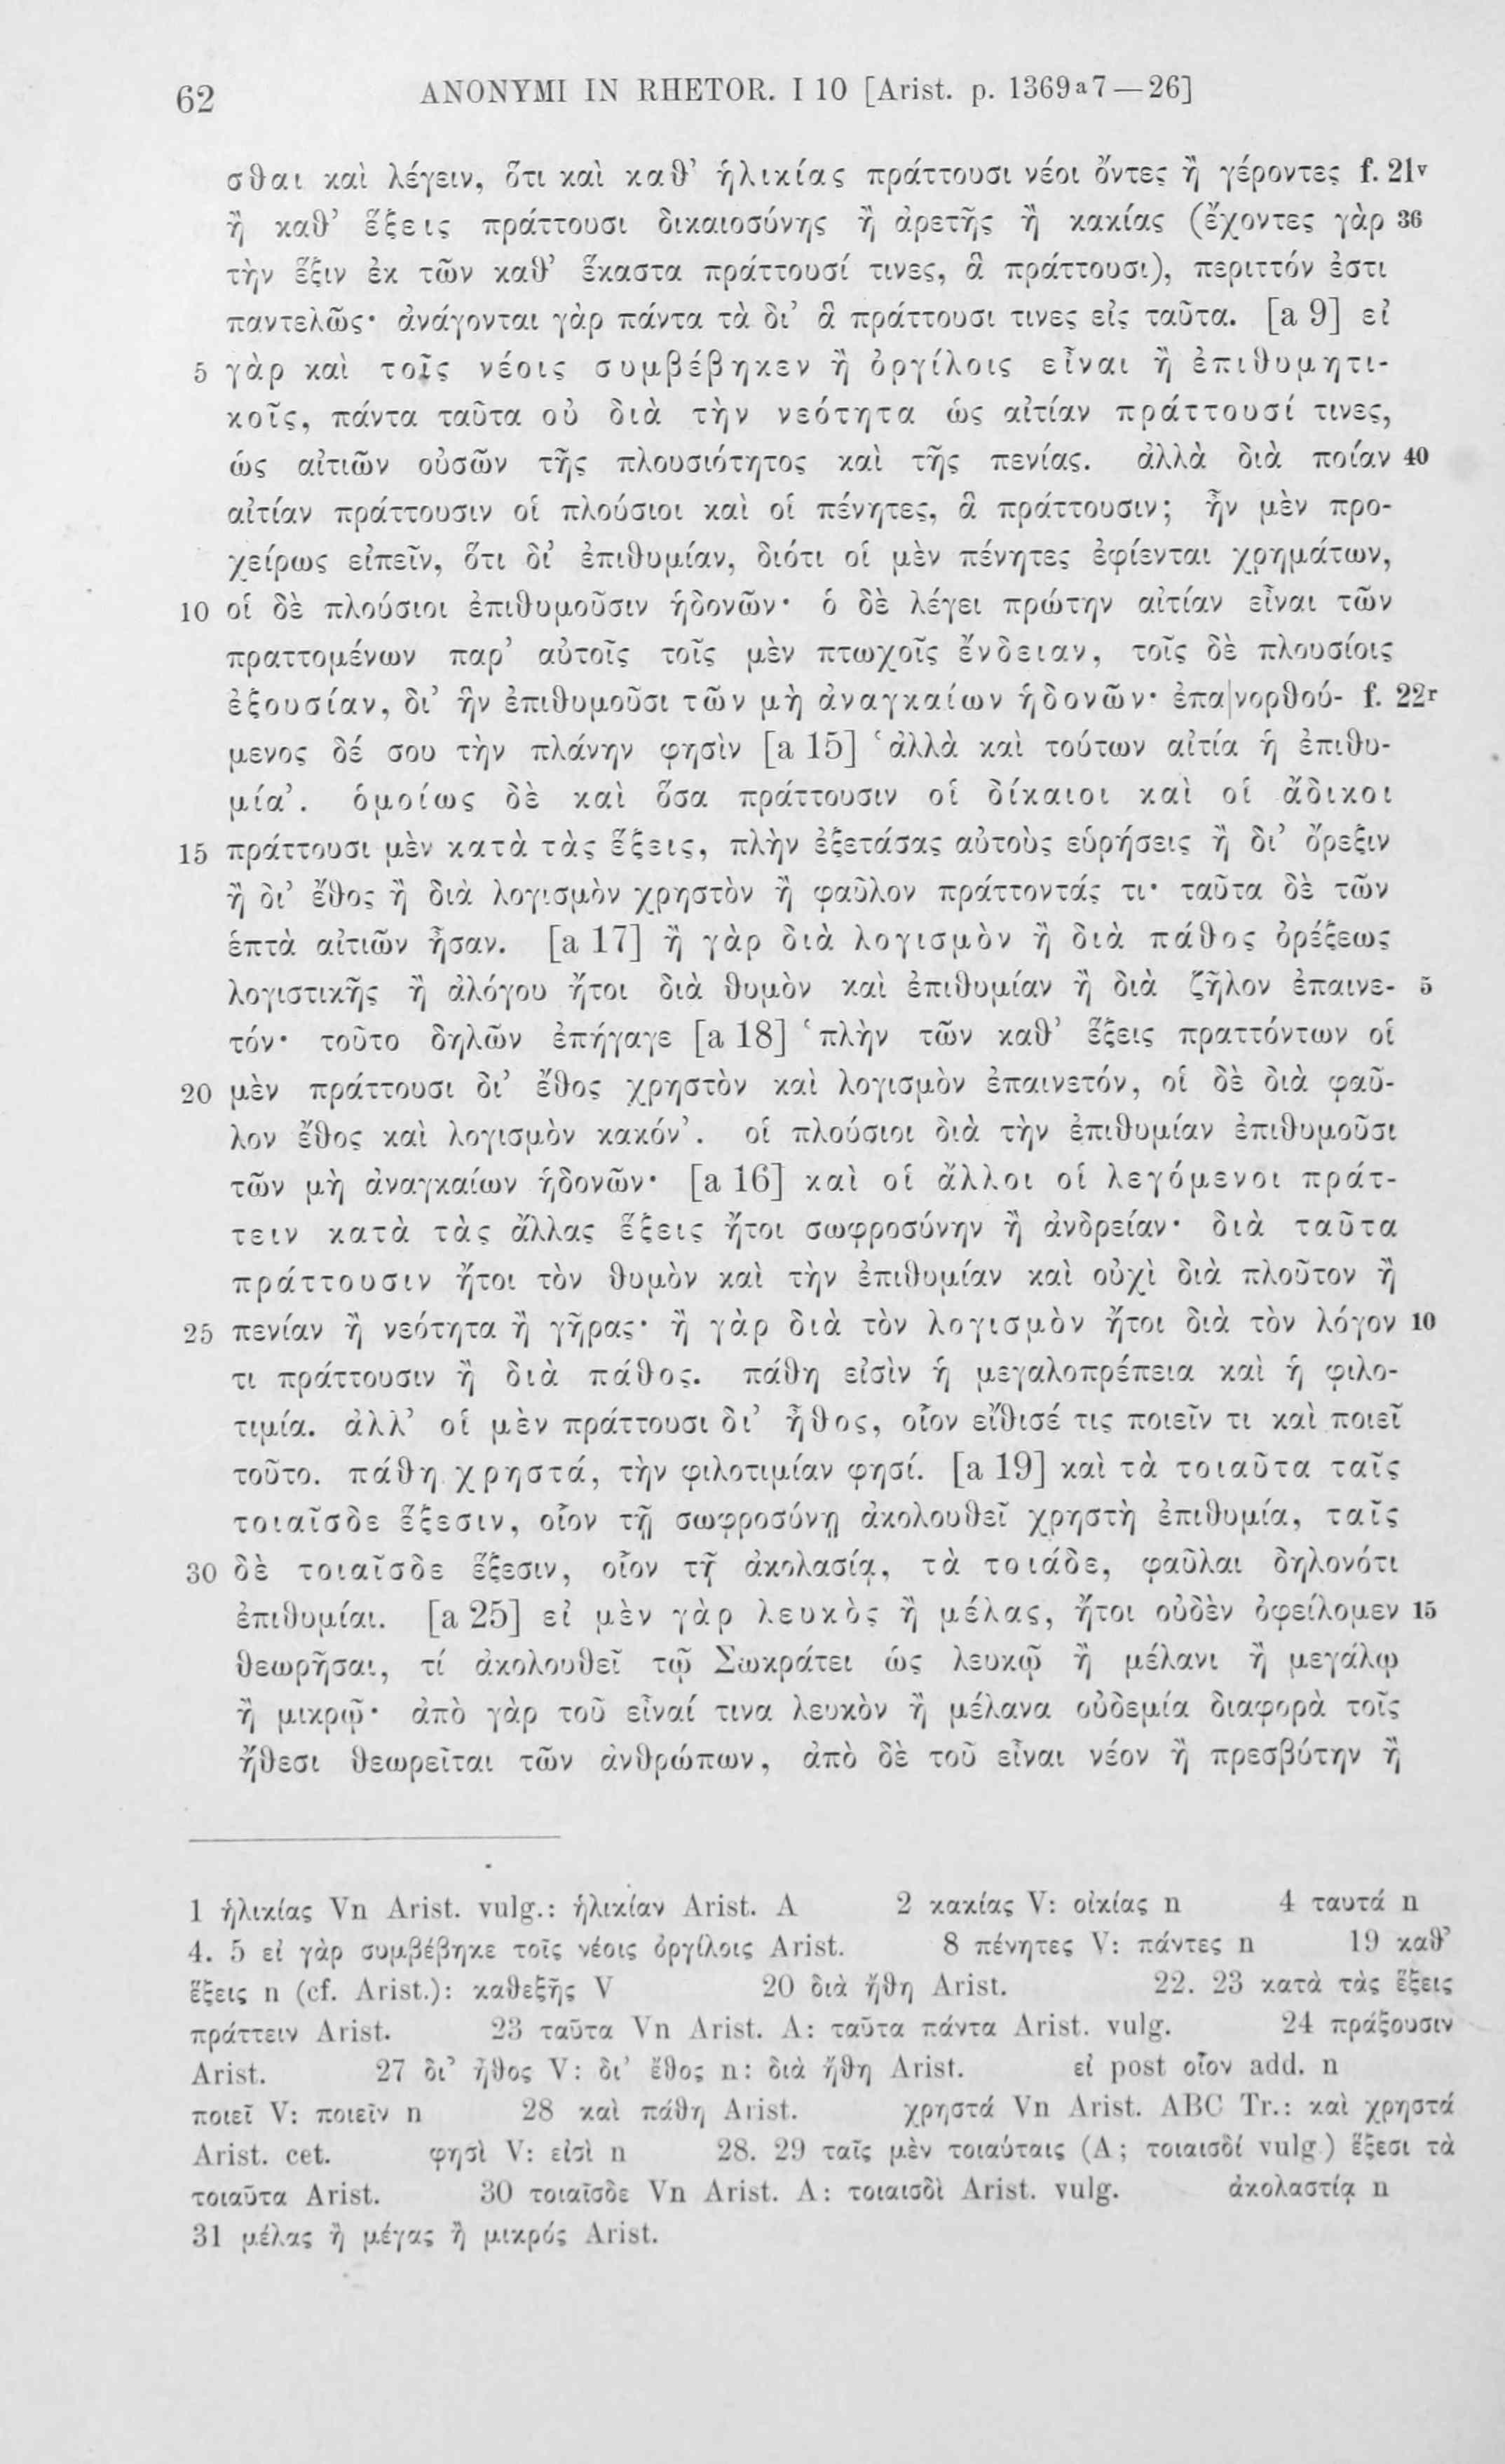 62 ANONYMI IN RHETOR. I 10 [Arist. p. 1369a7—26]
σθαι καὶ λέγειν, ὅτι καὶ καθ’ ἡλικίας πράττουσι νέοι ὄντες ἢ γέροντες f. 21v
ἢ καθ’ ἕξεις πράττουσι δικαιοσύνης ἢ ἀρετῆς ἢ κακίας (ἔχοντες γὰρ 36
τὴν ἕξιν ἐκ τῶν καθ’ ἕκαστα πράττουσί τινες, ἃ πράττουσι), περιττόν ἐστι
παντελῶς· ἀνάγονται γὰρ πάντα τὰ δι’ ἃ πράττουσι τινες εἰς ταῦτα. [a 9] εἰ
5 γὰρ καὶ τοῖς νέοις συμβέβηκεν ἢ ὀργίλοις εἶναι ἢ ἐπιθυμητι-
κοῖς, πάντα ταῦτα οὐ διὰ τὴν νεότητα ὡς αἰτίαν πράττουσί τινες,
ὡς αἰτιῶν οὐσῶν τῆς πλουσιότητος καὶ τῆς πενίας. ἀλλὰ διὰ ποίαν 40
αἰτίαν πράττουσιν οἱ πλούσιοι καὶ οἱ πένητες, ἃ πράττουσιν; ἦν μὲν προ-
χείρως εἰπεῖν, ὅτι δι’ ἐπιθυμίαν, διότι οἱ μὲν πένητες ἐφίενται χρημάτων,
10 οἱ δὲ πλούσιοι ἐπιθυμοῦσιν ἡδονῶν· ὁ δὲ λέγει πρώτην αἰτίαν εἶναι τῶν
πραττομένων παρ’ αὐτοῖς τοῖς μὲν πτωχοῖς ἔνδειαν, τοῖς δὲ πλουσίοις
ἐξουσίαν, δι’ ἣν ἐπιθυμοῦσι τῶν μὴ ἀναγκαίων ἡδονῶν· ἐπα|νορθού- f. 22r
μενος δέ σου τὴν πλάνην φησὶν [a 15] ‘ἀλλὰ καὶ τούτων αἰτία ἡ ἐπιθυ-
μία’. ὁμοίως δὲ καὶ ὅσα πράττουσιν οἱ δίκαιοι καὶ οἱ ἄδικοι
15 πράττουσι μὲν κατὰ τὰς ἕξεις, πλὴν ἐξετάσας αὐτοὺς εὑρήσεις ἢ δι’ ὄρεξιν
ἢ δι’ ἔθος ἢ διὰ λογισμὸν χρηστὸν ἢ φαῦλον πράττοντάς τι· ταῦτα δὲ τῶν
ἑπτὰ αἰτιῶν ἦσαν. [a 17] ἢ γὰρ διὰ λογισμὸν ἢ διὰ πάθος ὀρέξεως
λογιστικῆς ἢ ἀλόγου ἤτοι διὰ θυμὸν καὶ ἐπιθυμίαν ἢ διὰ ζῆλον ἐπαινε- 5
τόν· τοῦτο δηλῶν ἐπήγαγε [a 18] ‘πλὴν τῶν καθ’ ἕξεις πραττόντων οἱ
20 μὲν πράττουσι δι’ ἔθος χρηστὸν καὶ λογισμὸν ἐπαινετόν, οἱ δὲ διὰ φαῦ-
λον ἔθος καὶ λογισμὸν κακόν’. οἱ πλούσιοι διὰ τὴν ἐπιθυμίαν ἐπιθυμοῦσι
τῶν μὴ ἀναγκαίων ἡδονῶν· [a 16] καὶ οἱ ἄλλοι οἱ λεγόμενοι πράτ-
τειν κατὰ τὰς ἄλλας ἕξεις ἤτοι σωφροσύνην ἢ ἀνδρείαν· διὰ ταῦτα
πράττουσιν ἤτοι τὸν θυμὸν καὶ τὴν ἐπιθυμίαν καὶ οὐχὶ διὰ πλοῦτον ἢ
25 πενίαν ἢ νεότητα ἢ γῆρας· ἢ γὰρ διὰ τὸν λογισμὸν ἤτοι διὰ τὸν λόγον 10
τι πράττουσιν ἢ διὰ πάθος. πάθη εἰσὶν ἡ μεγαλοπρέπεια καὶ ἡ φιλο-
τιμία. ἀλλ’ οἱ μὲν πράττουσι δι’ ἦθος, οἷον εἴθισέ τις ποιεῖν τι καὶ ποιεῖ
τοῦτο. πάθη χρηστά, τὴν φιλοτιμίαν φησί. [a 19] καὶ τὰ τοιαῦτα ταῖς
τοιαῖσδε ἕξεσιν, οἷον τῇ σωφροσύνῃ ἀκολουθεῖ χρηστὴ ἐπιθυμία, ταῖς
30 δὲ τοιαῖσδε ἕξεσιν, οἷον τῇ ἀκολασίᾳ, τὰ τοιάδε, φαῦλαι δηλονότι
ἐπιθυμίαι. [a 25] εἰ μὲν γὰρ λευκὸς ἢ μέλας, ἤτοι οὐδὲν ὀφείλομεν 15
θεωρῆσαι, τί ἀκολουθεῖ τῷ Σωκράτει ὡς λευκῷ ἢ μέλανι ἢ μεγάλῳ
ἢ μικρῷ· ἀπὸ γὰρ τοῦ εἶναί τινα λευκὸν ἢ μέλανα οὐδεμία διαφορὰ τοῖς
ἤθεσι θεωρεῖται τῶν ἀνθρώπων, ἀπὸ δὲ τοῦ εἶναι νέον ἢ πρεσβύτην ἢ
1 ἡλικίας Vn Arist. vulg.: ἡλικίαν Arist. A 2 κακίας V: οἰκίας n 4 ταυτά n
4. 5 εἰ γὰρ συμβέβηκε τοῖς νέοις ὀργίλοις Arist. 8 πένητες V: πάντες n 19 καθ’
ἕξεις n (cf. Arist.): καθεξῆς V 20 διὰ ἤθη Arist. 22. 23 κατὰ τὰς ἕξεις
πράττειν Arist. 23 ταῦτα Vn Arist. A: ταῦτα πάντα Arist. vulg. 24 πράξουσιν
Arist. 27 δι’ ἦθος V: δι’ ἔθος n: διὰ ἤθη Arist. εἰ post οἷον add. n
ποιεῖ V: ποιεῖν n 28 καὶ πάθη Arist. χρηστά Vn Arist. ABC Tr.: καὶ χρηστά
Arist. cet. φησὶ V: εἰσὶ n 28. 29 ταῖς μὲν τοιαύταις (A; τοιαισδί vulg.) ἕξεσι τὰ
τοιαῦτα Arist. 30 τοιαῖσδε Vn Arist. A: τοιαισδὶ Arist. vulg. ἀκολαστίᾳ n
31 μέλας ἢ μέγας ἢ μικρός Arist.